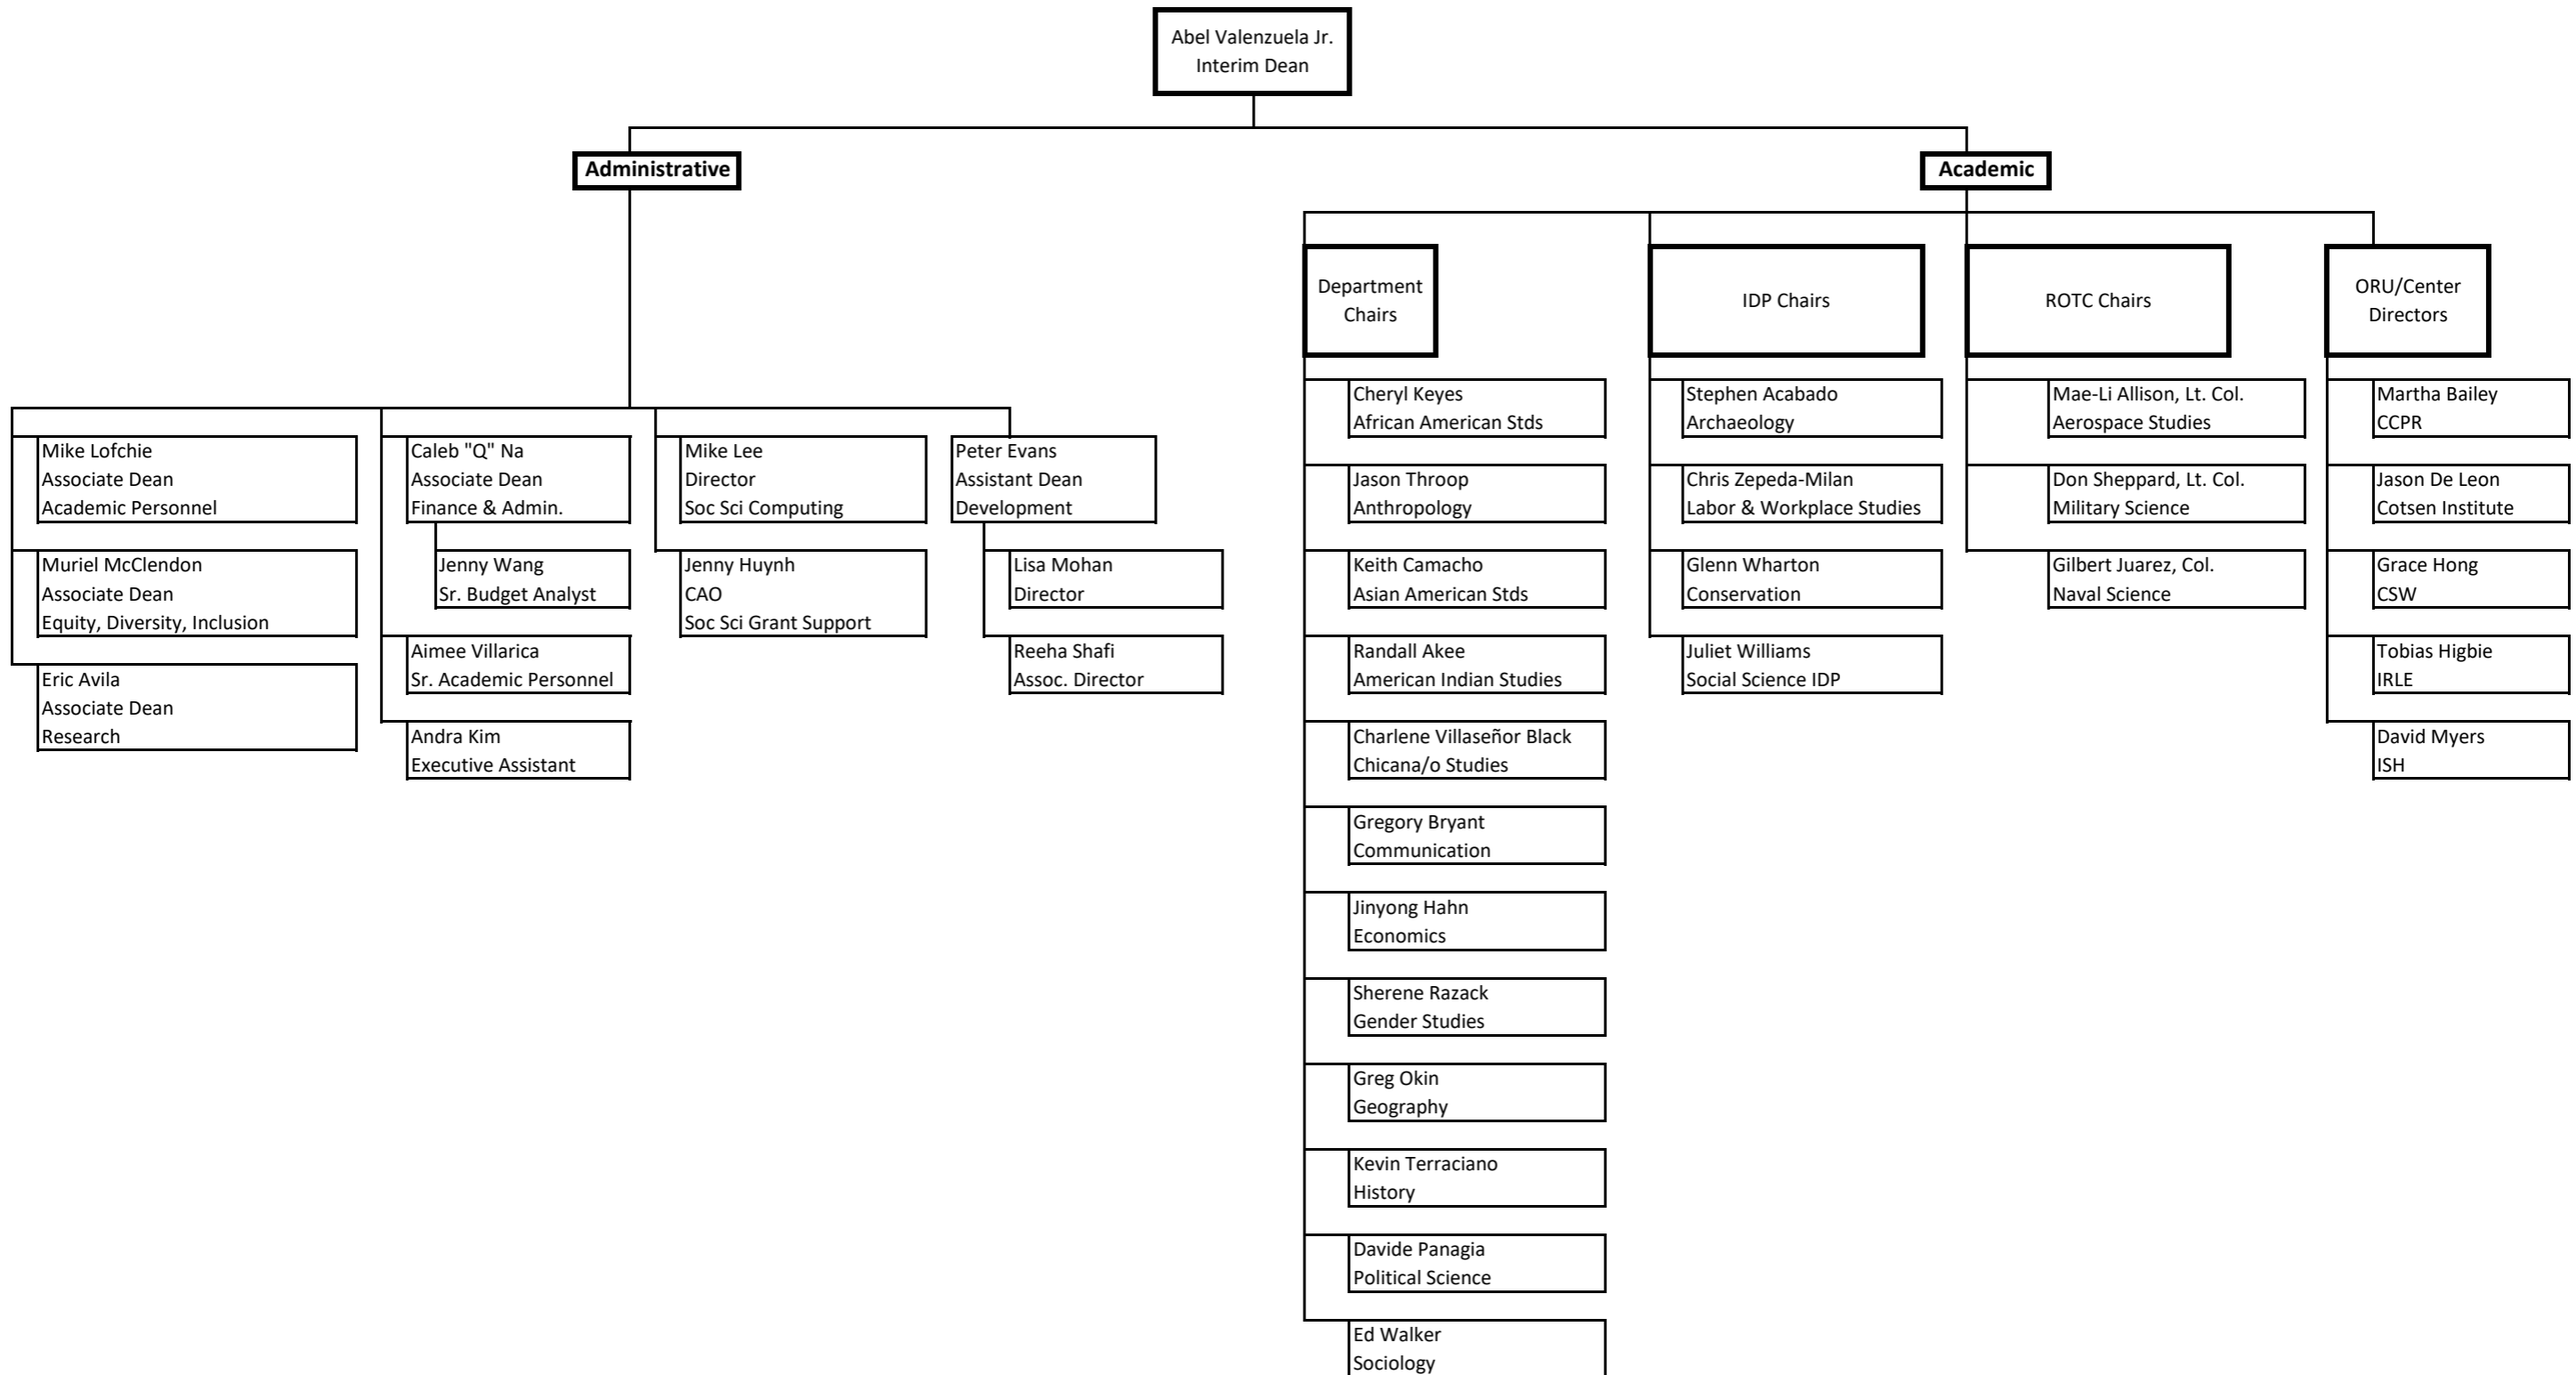 Abel Valenzuela Jr.
Interim Dean
Administrative
Academic
Department
Chairs
IDP Chairs
ROTC Chairs
ORU/Center
Directors
Mike Lofchie
Associate Dean
Academic Personnel
Muriel McClendon
Associate Dean
Equity, Diversity, Inclusion
Eric Avila
Associate Dean
Research
Caleb "Q" Na
Associate Dean
Finance & Admin.
Jenny Wang
Sr. Budget Analyst
Aimee Villarica
Sr. Academic Personnel
Andra Kim
Executive Assistant
Mike Lee
Director
Soc Sci Computing
Jenny Huynh
CAO
Soc Sci Grant Support
Peter Evans
Assistant Dean
Development
Lisa Mohan
Director
Reeha Shafi
Assoc. Director
Cheryl Keyes
African American Stds
Jason Throop
Anthropology
Keith Camacho
Asian American Stds
Randall Akee
American Indian Studies
Charlene Villaseñor Black
Chicana/o Studies
Gregory Bryant
Communication
Jinyong Hahn
Economics
Sherene Razack
Gender Studies
Greg Okin
Geography
Kevin Terraciano
History
Davide Panagia
Political Science
Ed Walker
Sociology
Stephen Acabado
Archaeology
Chris Zepeda-Milan
Labor & Workplace Studies
Glenn Wharton
Conservation
Juliet Williams
Social Science IDP
Mae-Li Allison, Lt. Col.
Aerospace Studies
Don Sheppard, Lt. Col.
Military Science
Gilbert Juarez, Col.
Naval Science
Martha Bailey
CCPR
Jason De Leon
Cotsen Institute
Grace Hong
CSW
Tobias Higbie
IRLE
David Myers
ISH